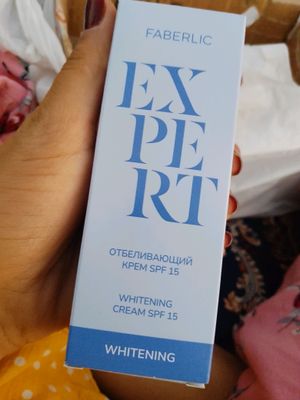 FABERLIC
EX
PE
RT
ОТБЕЛИВАЮЩИЙ
КРЕМ SPF 15
WHITENING
CREAM SPF 15
WHITENING